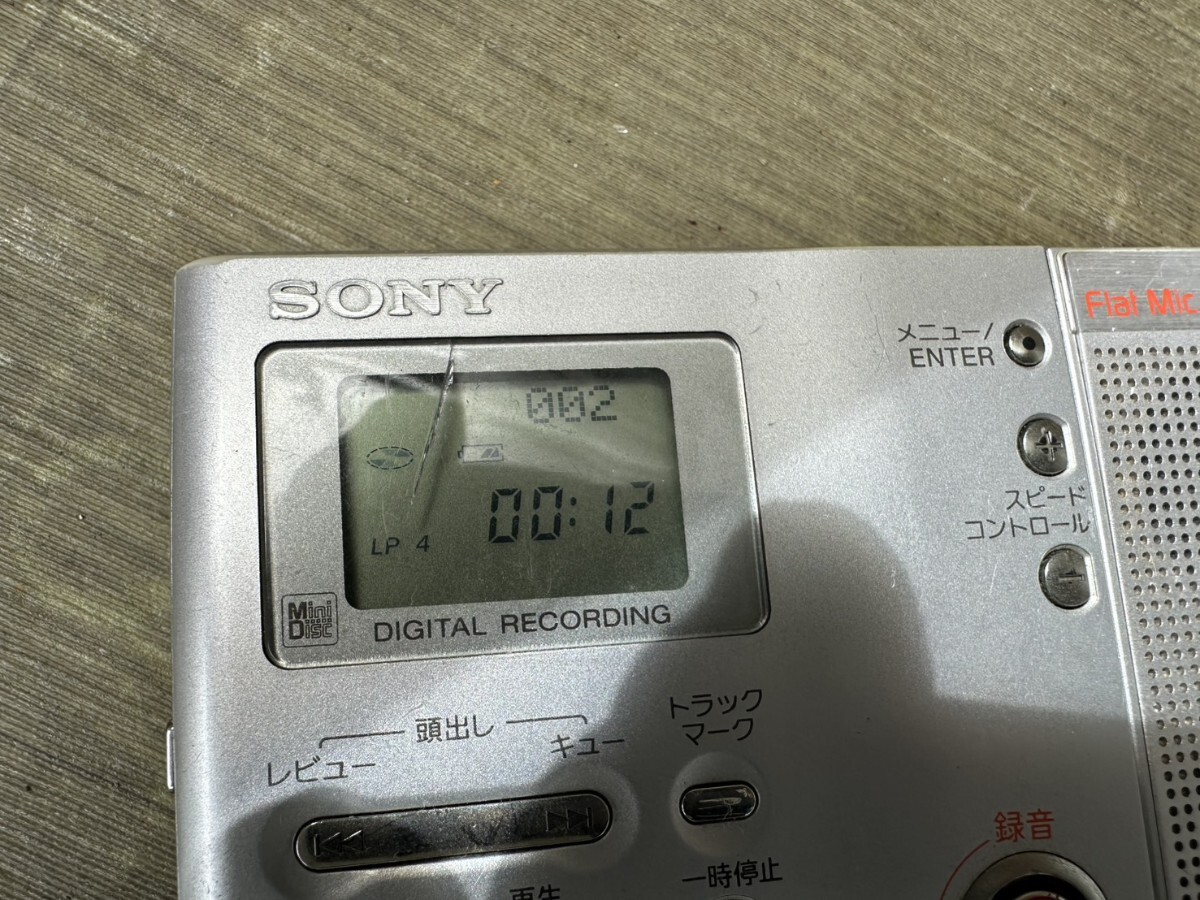 SONY
Flat Mic.
メニュー/
ENTER
002
00:12
LP 4
スピード
コントロール
Mini
Disc
DIGITAL RECORDING
トラック
マーク
頭出し
レビュー
キュー
録音
一時停止
再生